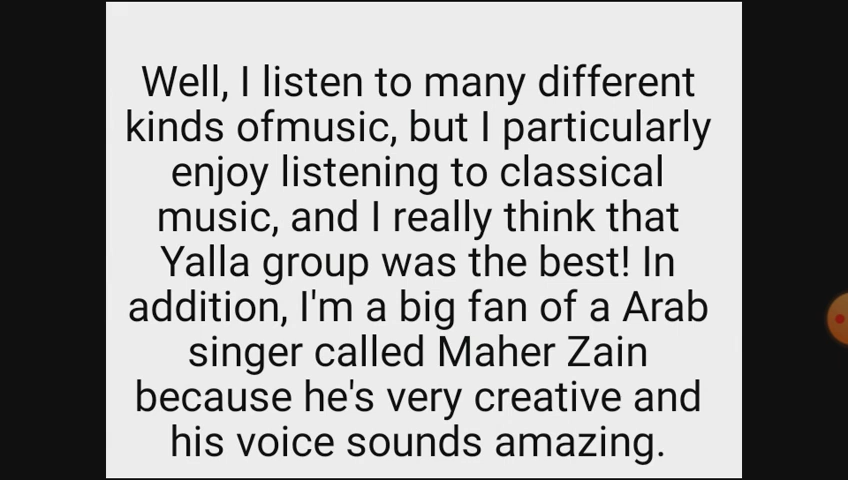 Well, I listen to many different
kinds ofmusic, but I particularly
enjoy listening to classical
music, and I really think that
Yalla group was the best! In
addition, I'm a big fan of a Arab
singer called Maher Zain
because he's very creative and
his voice sounds amazing.